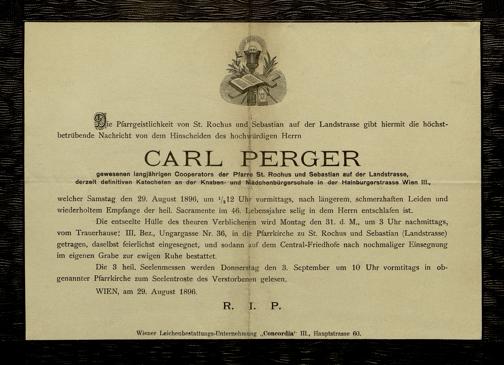 Die Pfarrgeistlichkeit von St. Rochus und Sebastian auf der Landstrasse gibt hiermit die höchst-
betrübende Nachricht von dem Hinscheiden des hochwürdigen Herrn
CARL PERGER
gewesenen langjährigen Cooperators der Pfarre St. Rochus und Sebastian auf der Landstrasse,
derzeit definitiven Katecheten an der Knaben- und Mädchenbürgerschule in der Hainburgerstrasse Wien III.,
welcher Samstag den 29. August 1896, um ½12 Uhr vormittags, nach längerem, schmerzhaften Leiden und
wiederholtem Empfange der heil. Sacramente im 46. Lebensjahre selig in dem Herrn entschlafen ist.
Die entseelte Hülle des theuren Verblichenen wird Montag den 31. d. M., um 3 Uhr nachmittags,
vom Trauerhause: III, Bez., Ungargasse Nr. 36, in die Pfarrkirche zu St. Rochus und Sebastian (Landstrasse)
getragen, daselbst feierlichst eingesegnet, und sodann auf dem Central-Friedhofe nach nochmaliger Einsegnung
im eigenen Grabe zur ewigen Ruhe bestattet.
Die 3 heil. Seelenmessen werden Donnerstag den 3. September um 10 Uhr vormittags in ob-
genannter Pfarrkirche zum Seelentroste des Verstorbenen gelesen.
WIEN, am 29. August 1896.
R. I. P.
Wiener Leichenbestattungs-Unternehmung „Concordia" III., Hauptstrasse 60.